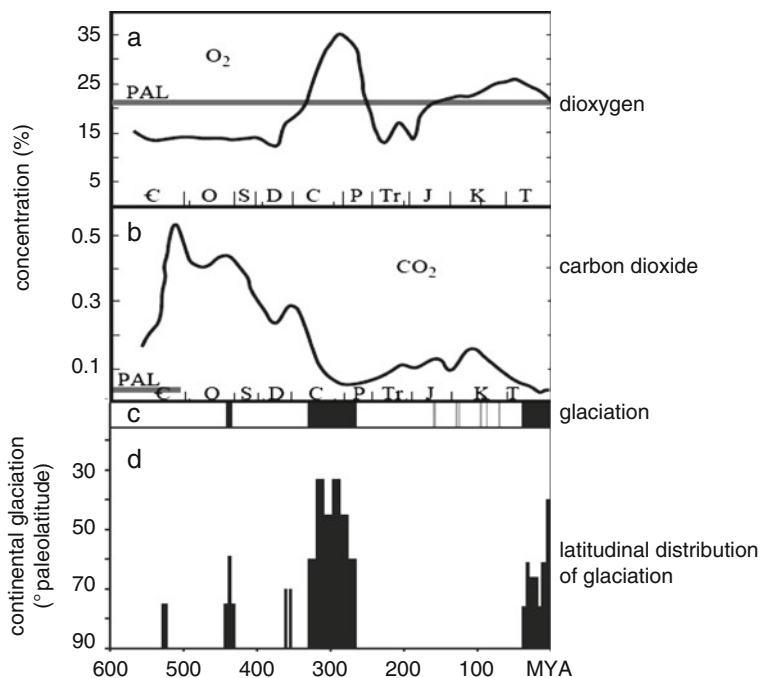 a
O₂
PAL
35
25
15
5
Ꞓ O S D C P Tr J K T
dioxygen
concentration (%)
b
CO₂
0.5
0.3
0.1
PAL
Ꞓ O S D C P Tr J K T
carbon dioxide
c
glaciation
d
30
50
70
90
continental glaciation
(° paleolatitude)
latitudinal distribution
of glaciation
600 500 400 300 200 100 MYA